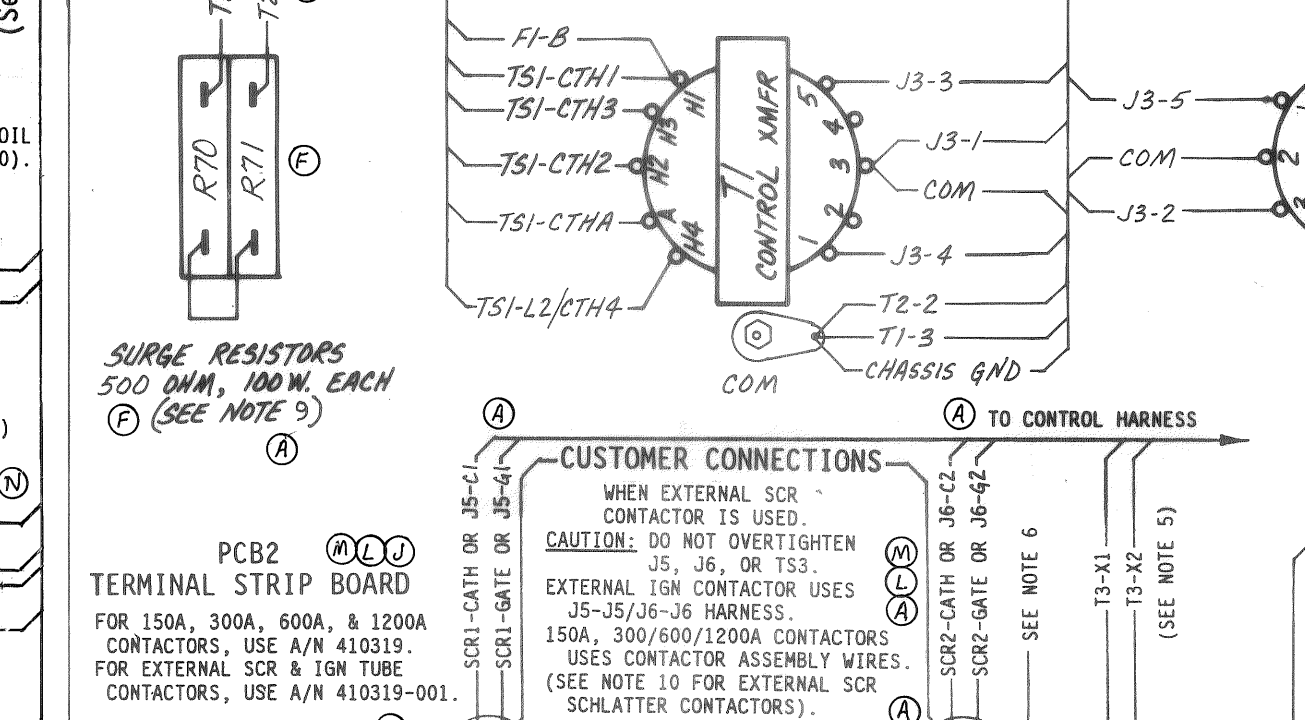 F1-B
TS1-CTH1
TS1-CTH3
TS1-CTH2
TS1-CTHA
TS1-L2/CTH4
H1
H3
H2
A
H4
T1
CONTROL XMFR
5
4
3
2
1
J3-3
J3-1
COM
J3-4
T2-2
T1-3
CHASSIS GND
COM
J3-5
COM
J3-2
1
2
3
R70
R71
F
SURGE RESISTORS
500 OHM, 100W. EACH
F (SEE NOTE 9)
A
OIL
0).
)
N
PCB2 M L J
TERMINAL STRIP BOARD
FOR 150A, 300A, 600A, & 1200A
CONTACTORS, USE A/N 410319.
FOR EXTERNAL SCR & IGN TUBE
CONTACTORS, USE A/N 410319-001.
A
A TO CONTROL HARNESS
SCR1-CATH OR J5-C1
SCR1-GATE OR J5-G1
CUSTOMER CONNECTIONS
WHEN EXTERNAL SCR
CONTACTOR IS USED.
CAUTION: DO NOT OVERTIGHTEN
J5, J6, OR TS3.
EXTERNAL IGN CONTACTOR USES
J5-J5/J6-J6 HARNESS.
150A, 300/600/1200A CONTACTORS
USES CONTACTOR ASSEMBLY WIRES.
(SEE NOTE 10 FOR EXTERNAL SCR
SCHLATTER CONTACTORS).
M
L
A
A
SCR2-CATH OR J6-C2
SCR2-GATE OR J6-G2
SEE NOTE 6
T3-X1
T3-X2
(SEE NOTE 5)